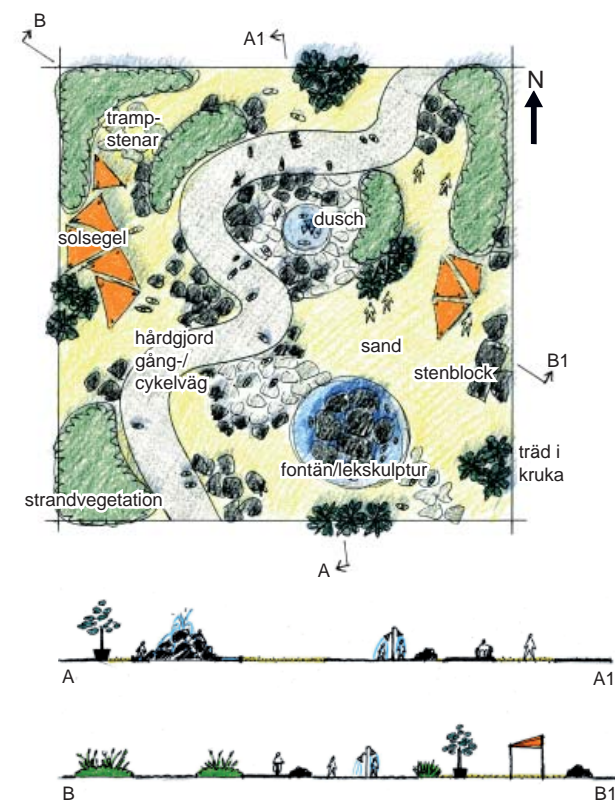 B
A1
N
tramp-
stenar
dusch
solsegel
hårdgjord
gång-/
cykelväg
sand
stenblock
B1
fontän/lekskulptur
träd i
kruka
strandvegetation
A
A
A1
B
B1